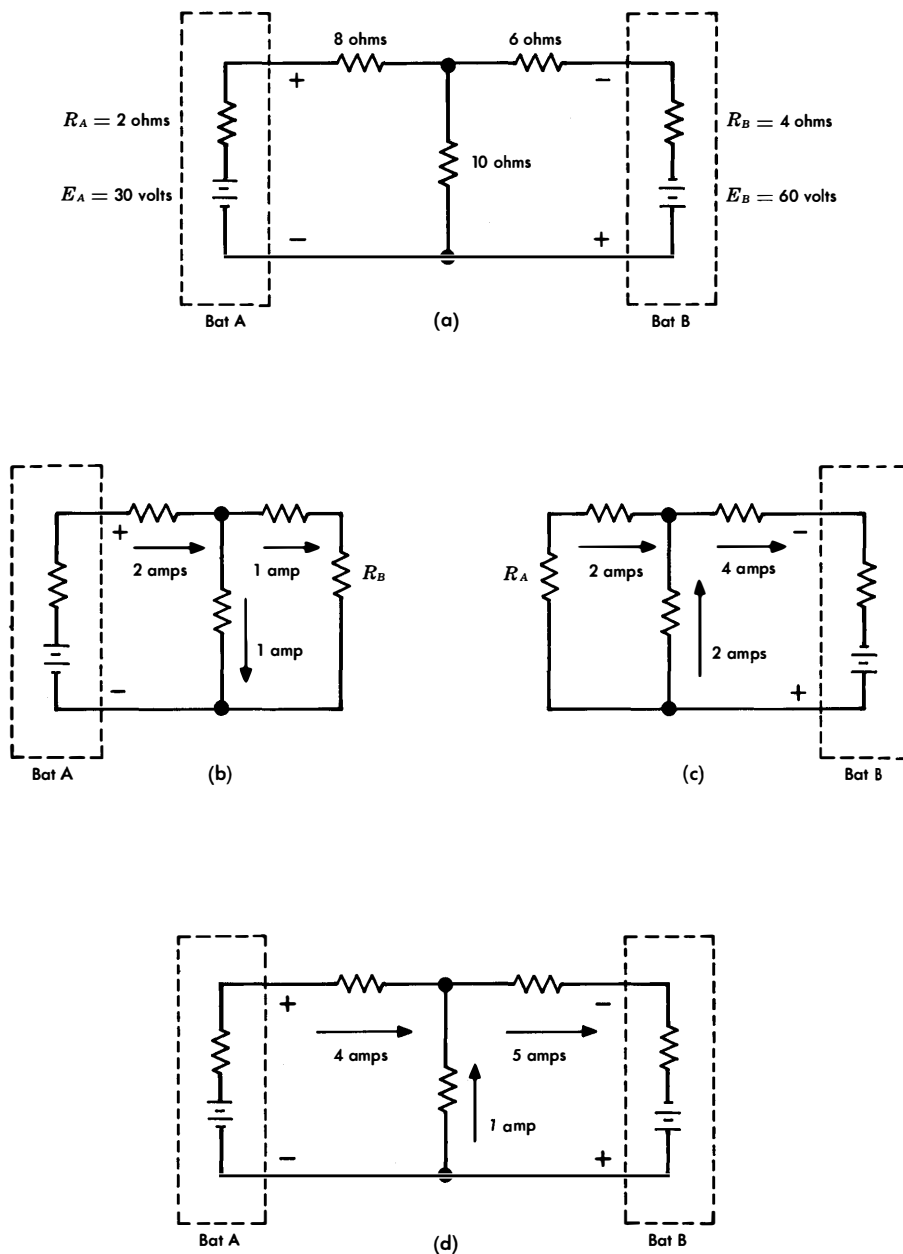 8 ohms
6 ohms
+
−
R_A = 2 ohms
R_B = 4 ohms
10 ohms
E_A = 30 volts
E_B = 60 volts
−
+
Bat A
(a)
Bat B
+
2 amps
1 amp
R_B
1 amp
−
Bat A
(b)
−
R_A
2 amps
4 amps
2 amps
+
(c)
Bat B
+
−
4 amps
5 amps
1 amp
−
+
Bat A
(d)
Bat B